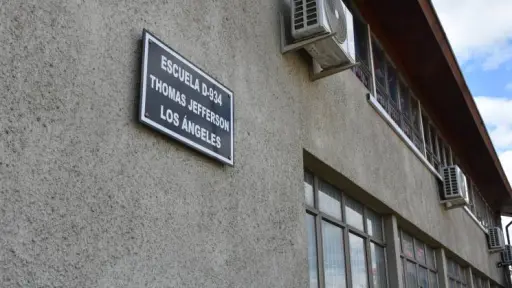 ESCUELA D-934
THOMAS JEFFERSON
LOS ÁNGELES